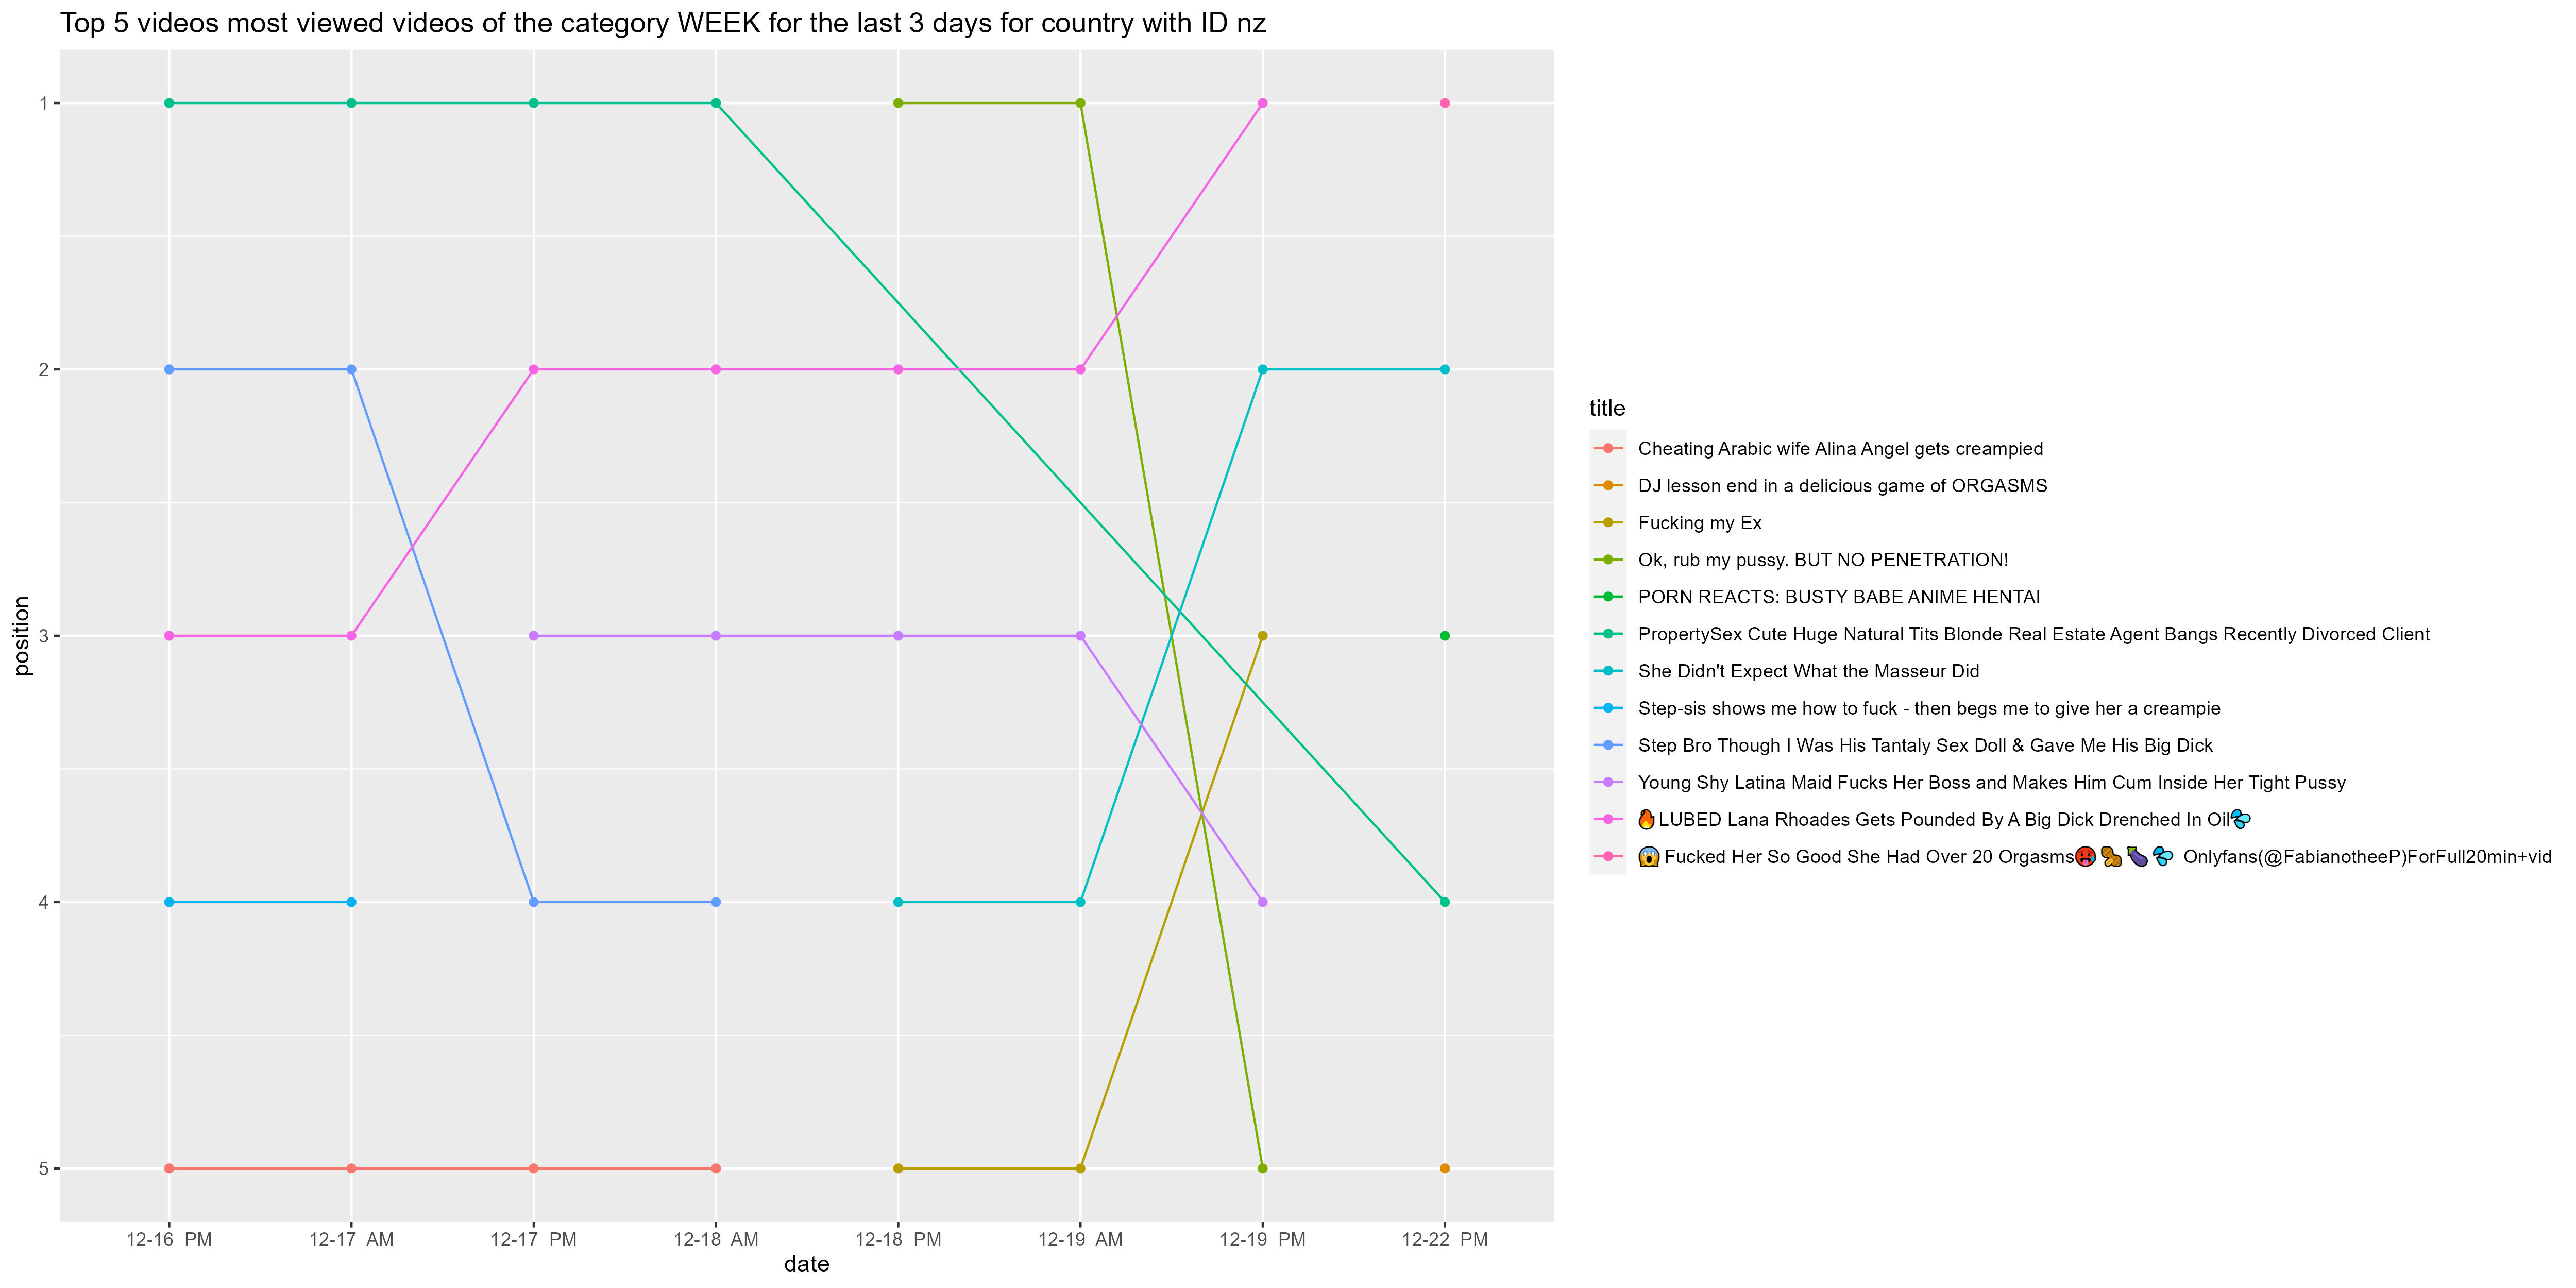 Top 5 videos most viewed videos of the category WEEK for the last 3 days for country with ID nz
position
1
2
3
4
5
12-16 PM
12-17 AM
12-17 PM
12-18 AM
12-18 PM
12-19 AM
12-19 PM
12-22 PM
date
title
Cheating Arabic wife Alina Angel gets creampied
DJ lesson end in a delicious game of ORGASMS
Fucking my Ex
Ok, rub my pussy. BUT NO PENETRATION!
PORN REACTS: BUSTY BABE ANIME HENTAI
PropertySex Cute Huge Natural Tits Blonde Real Estate Agent Bangs Recently Divorced Client
She Didn't Expect What the Masseur Did
Step-sis shows me how to fuck - then begs me to give her a creampie
Step Bro Though I Was His Tantaly Sex Doll & Gave Me His Big Dick
Young Shy Latina Maid Fucks Her Boss and Makes Him Cum Inside Her Tight Pussy
🔥LUBED Lana Rhoades Gets Pounded By A Big Dick Drenched In Oil💦
😱 Fucked Her So Good She Had Over 20 Orgasms🥵 🥜 🍆 💦 Onlyfans(@FabianotheeP)ForFull20min+vid